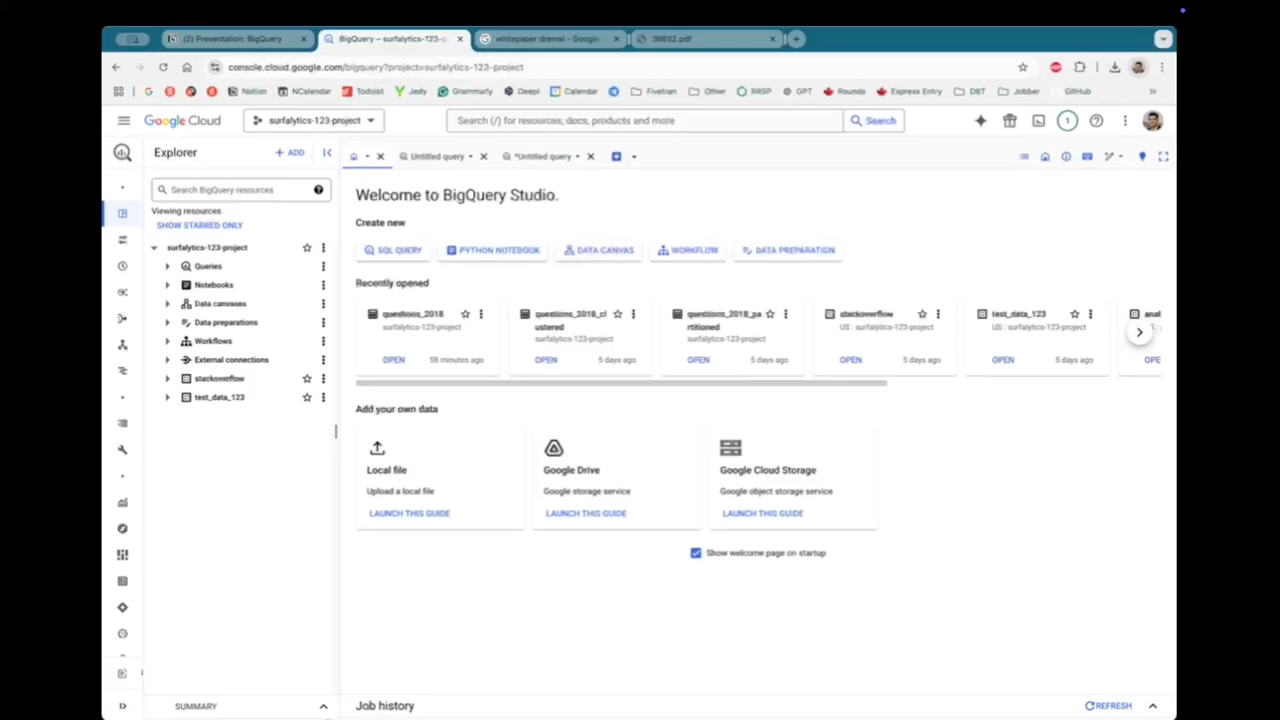 (2) Presentation: BigQuery
BigQuery – surfalytics-123-p
whitepaper dremel - Google
36632.pdf
console.cloud.google.com/bigquery?project=surfalytics-123-project
Notion
NCalendar
Todoist
Jedy
Grammarly
Deepl
Calendar
Fivetran
Other
RRSP
GPT
Rounds
Express Entry
DBT
Jobber
GitHub
Google Cloud
surfalytics-123-project
Search (/) for resources, docs, products and more
Search
1
Explorer
+ ADD
Untitled query
*Untitled query
Search BigQuery resources
Viewing resources.
SHOW STARRED ONLY
surfalytics-123-project
Queries
Notebooks
Data canvases
Data preparations
Workflows
External connections
stackoverflow
test_data_123
SUMMARY
Welcome to BigQuery Studio.
Create new
SQL QUERY
PYTHON NOTEBOOK
DATA CANVAS
WORKFLOW
DATA PREPARATION
Recently opened
questions_2018
surfalytics-123-project
OPEN
58 minutes ago
questions_2018_cl
ustered
surfalytics-123-project
OPEN
5 days ago
questions_2018_pa
rtitioned
surfalytics-123-project
OPEN
5 days ago
stackoverflow
US : surfalytics-123-project
OPEN
5 days ago
test_data_123
US : surfalytics-123-project
OPEN
5 days ago
anal
OPE
Add your own data
Local file
Upload a local file
LAUNCH THIS GUIDE
Google Drive
Google storage service
LAUNCH THIS GUIDE
Google Cloud Storage
Google object storage service
LAUNCH THIS GUIDE
Show welcome page on startup
Job history
REFRESH